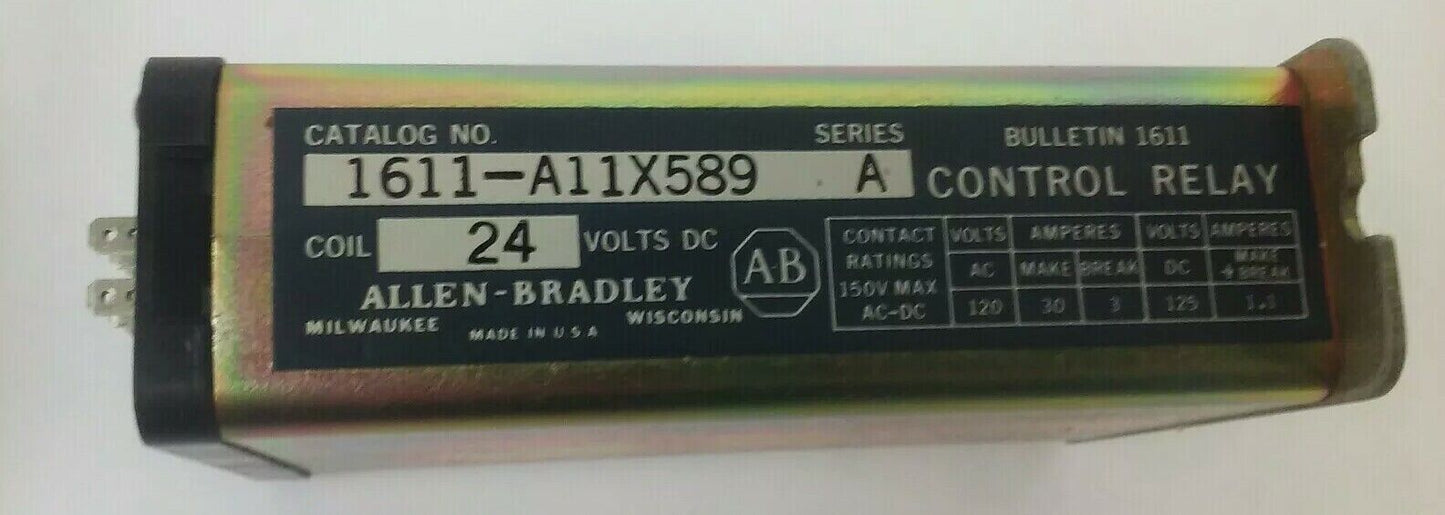 CATALOG NO. SERIES
1611-A11X589 A
COIL 24 VOLTS DC
ALLEN-BRADLEY
MILWAUKEE WISCONSIN
MADE IN U.S.A
A-B
BULLETIN 1611
CONTROL RELAY
CONTACT RATINGS 150V MAX AC-DC
VOLTS AMPERES VOLTS AMPERES
AC MAKE BREAK DC MAKE + BREAK
120 30 3 125